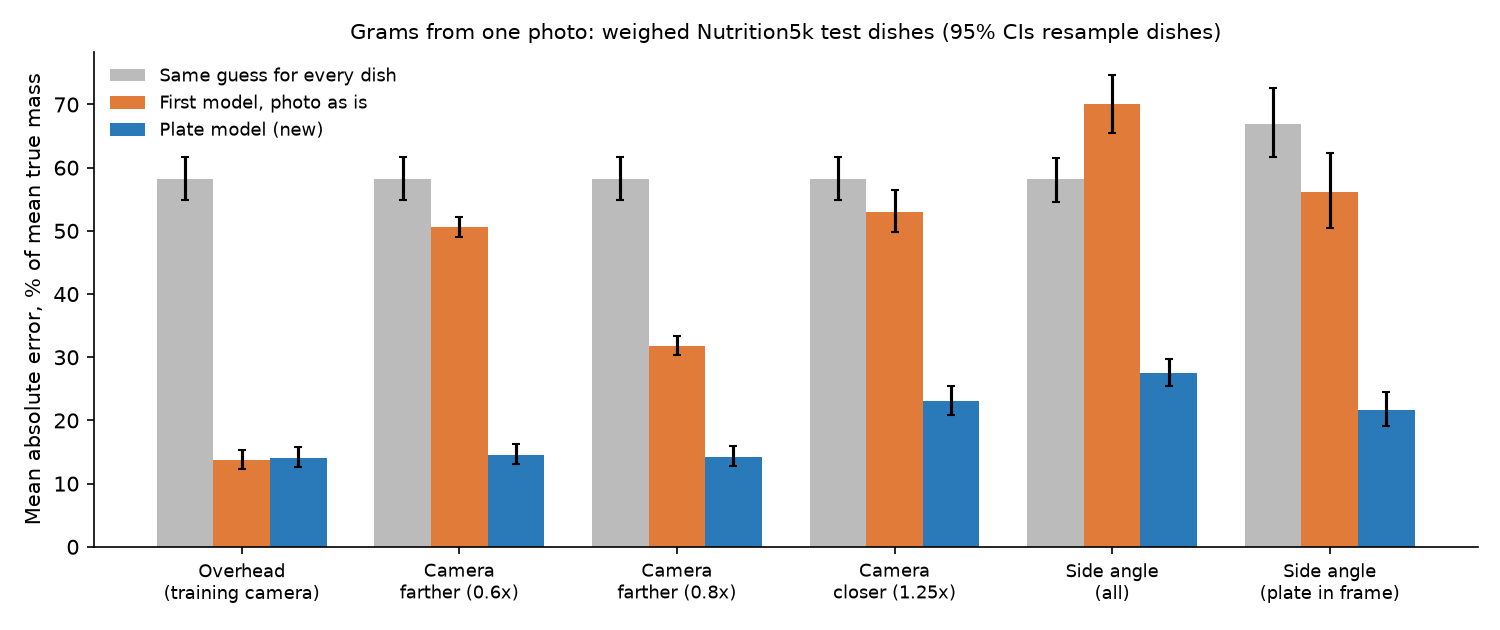 Grams from one photo: weighed Nutrition5k test dishes (95% CIs resample dishes)
Same guess for every dish
First model, photo as is
Plate model (new)
Mean absolute error, % of mean true mass
70
60
50
40
30
20
10
0
Overhead
(training camera)
Camera
farther (0.6x)
Camera
farther (0.8x)
Camera
closer (1.25x)
Side angle
(all)
Side angle
(plate in frame)